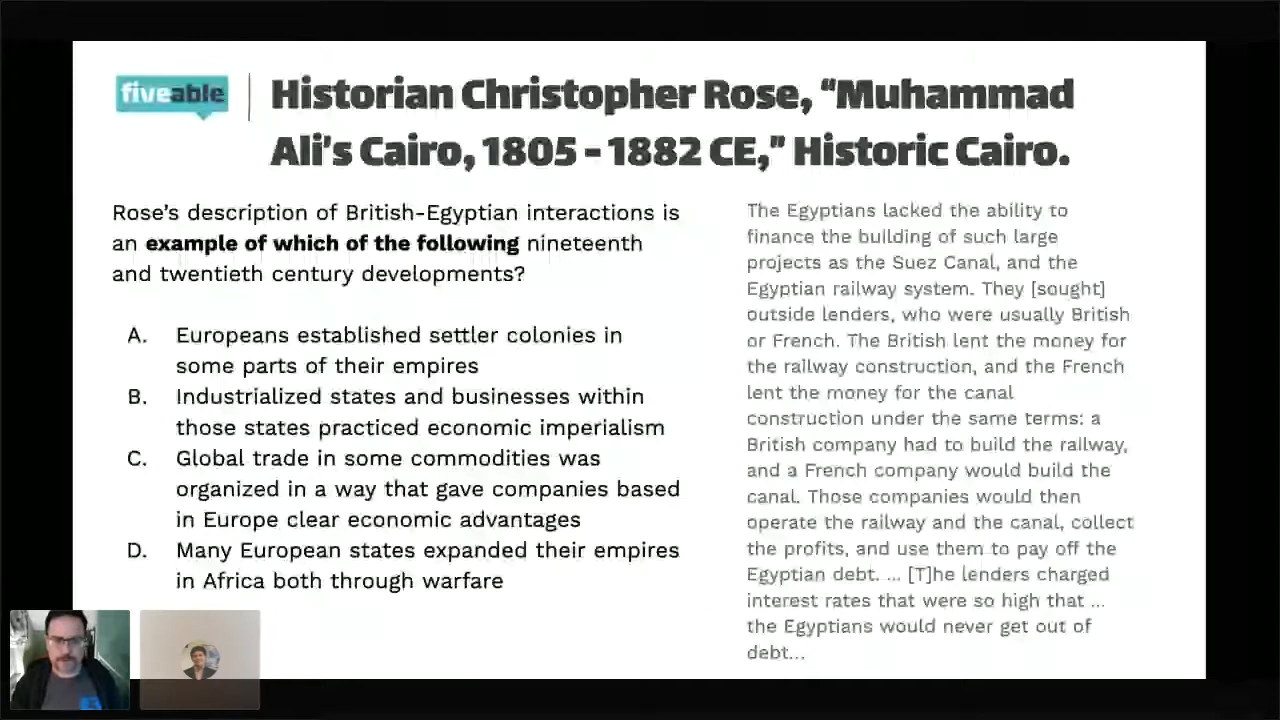 fiveable
Historian Christopher Rose, “Muhammad
Ali’s Cairo, 1805 - 1882 CE,” Historic Cairo.
Rose’s description of British-Egyptian interactions is
an example of which of the following nineteenth
and twentieth century developments?
A. Europeans established settler colonies in
some parts of their empires
B. Industrialized states and businesses within
those states practiced economic imperialism
C. Global trade in some commodities was
organized in a way that gave companies based
in Europe clear economic advantages
D. Many European states expanded their empires
in Africa both through warfare
The Egyptians lacked the ability to
finance the building of such large
projects as the Suez Canal, and the
Egyptian railway system. They [sought]
outside lenders, who were usually British
or French. The British lent the money for
the railway construction, and the French
lent the money for the canal
construction under the same terms: a
British company had to build the railway,
and a French company would build the
canal. Those companies would then
operate the railway and the canal, collect
the profits, and use them to pay off the
Egyptian debt. ... [T]he lenders charged
interest rates that were so high that ...
the Egyptians would never get out of
debt...